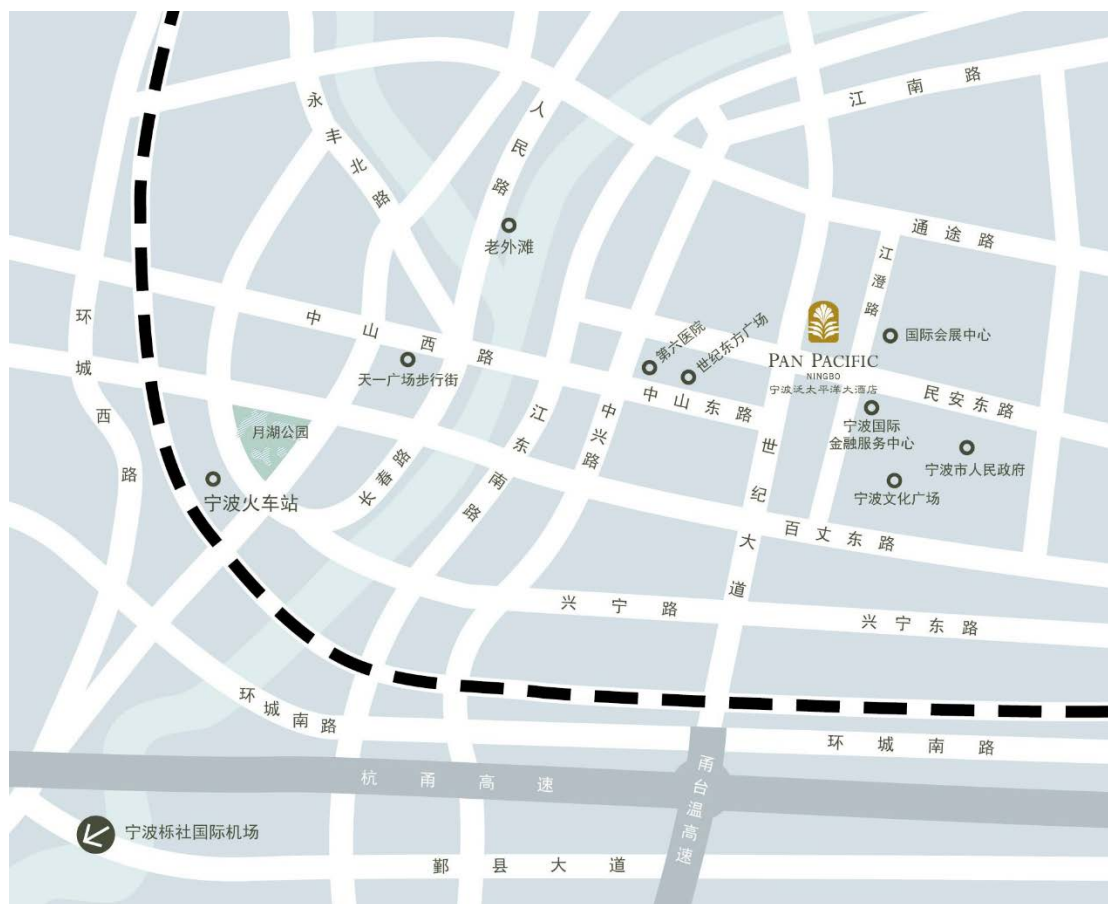 江南路
人民路
永丰北路
通途路
老外滩
江澄路
环城西路
中山西路
国际会展中心
第六医院
世纪东方广场
PAN PACIFIC
NINGBO
宁波泛太平洋大酒店
天一广场步行街
中山东路
民安东路
月湖公园
江东南路
中兴路
宁波国际
金融服务中心
宁波市人民政府
长春路
宁波火车站
宁波文化广场
世纪大道
百丈东路
兴宁路
兴宁东路
环城南路
环城南路
杭甬高速
甬台温高速
宁波栎社国际机场
鄞县大道